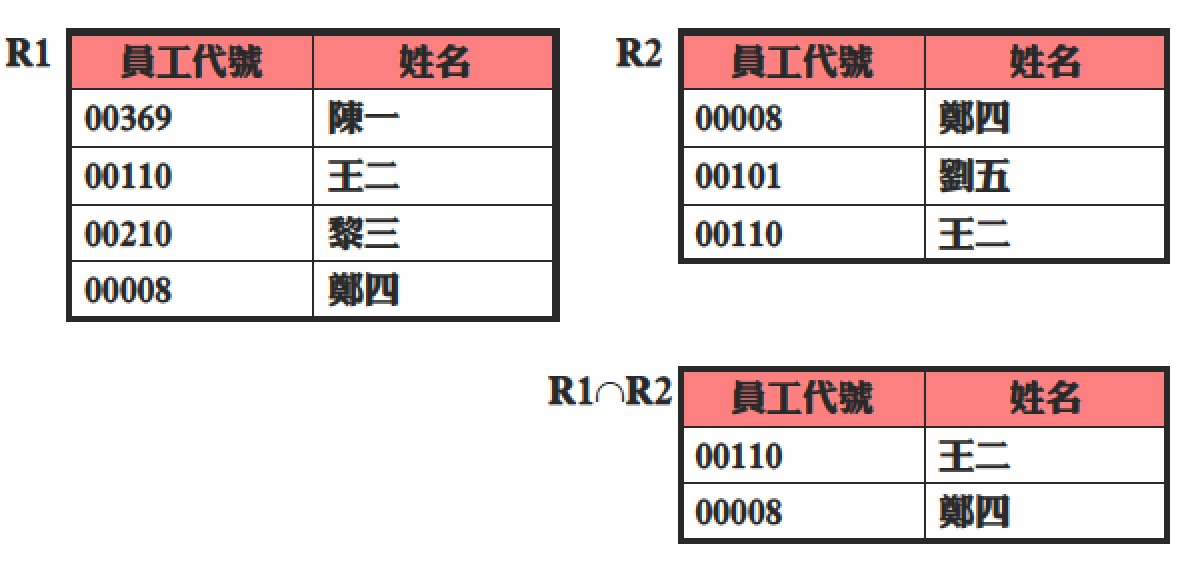 R1
員工代號 姓名
00369 陳一
00110 王二
00210 黎三
00008 鄭四
R2
員工代號 姓名
00008 鄭四
00101 劉五
00110 王二
R1∩R2
員工代號 姓名
00110 王二
00008 鄭四